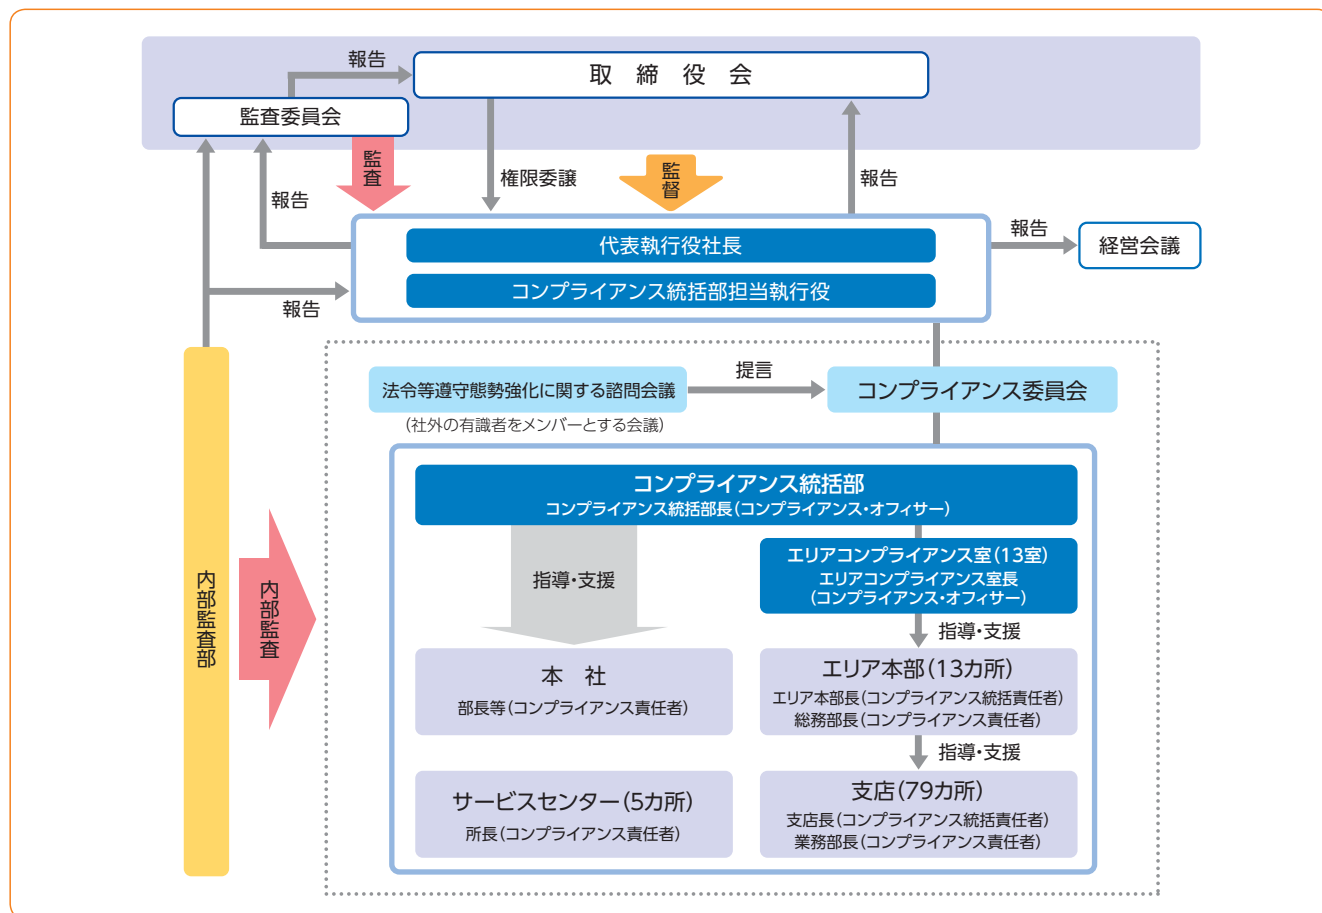 報告
取締役会
監査委員会
監査
報告
権限委譲
監督
報告
代表執行役社長
コンプライアンス統括部担当執行役
報告
経営会議
報告
法令等遵守態勢強化に関する諮問会議
(社外の有識者をメンバーとする会議)
提言
コンプライアンス委員会
コンプライアンス統括部
コンプライアンス統括部長(コンプライアンス・オフィサー)
指導・支援
エリアコンプライアンス室(13室)
エリアコンプライアンス室長
(コンプライアンス・オフィサー)
指導・支援
内部監査部
内部監査
本社
部長等(コンプライアンス責任者)
エリア本部(13カ所)
エリア本部長(コンプライアンス統括責任者)
総務部長(コンプライアンス責任者)
指導・支援
サービスセンター(5カ所)
所長(コンプライアンス責任者)
支店(79カ所)
支店長(コンプライアンス統括責任者)
業務部長(コンプライアンス責任者)